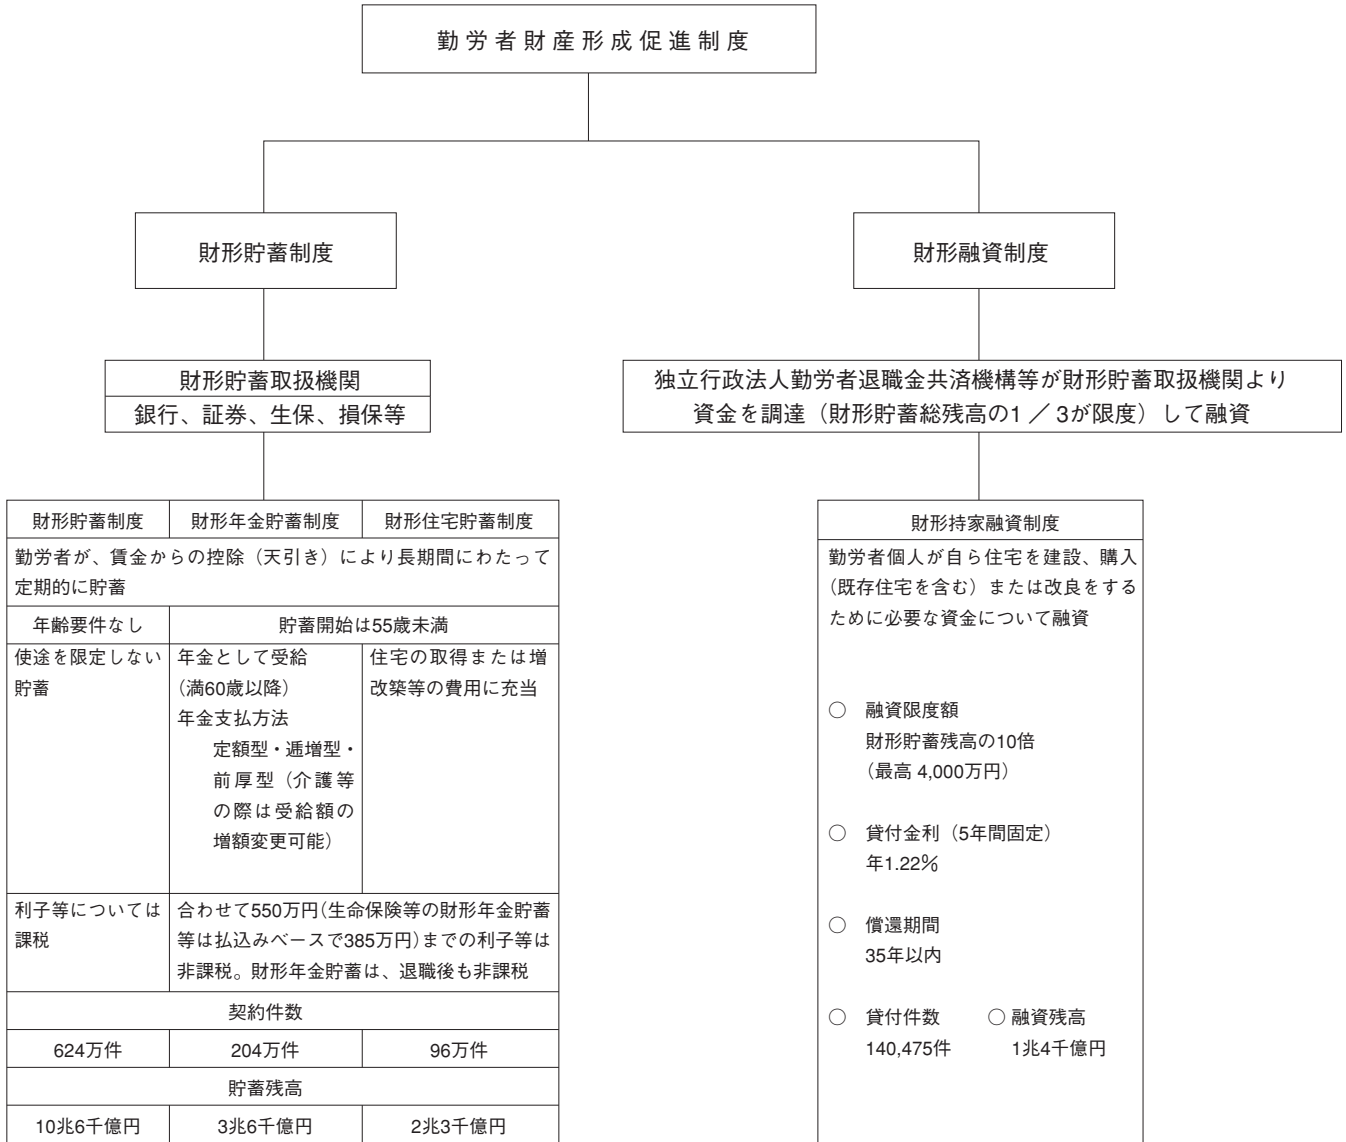 勤労者財産形成促進制度
財形貯蓄制度
財形融資制度
財形貯蓄取扱機関
銀行、証券、生保、損保等
独立行政法人勤労者退職金共済機構等が財形貯蓄取扱機関より
資金を調達（財形貯蓄総残高の1／3が限度）して融資
財形貯蓄制度
財形年金貯蓄制度
財形住宅貯蓄制度
勤労者が、賃金からの控除（天引き）により長期間にわたって
定期的に貯蓄
年齢要件なし
貯蓄開始は55歳未満
使途を限定しない
貯蓄
年金として受給
（満60歳以降）
年金支払方法
定額型・逓増型・
前厚型（介護等
の際は受給額の
増額変更可能）
住宅の取得または増
改築等の費用に充当
利子等については
課税
合わせて550万円（生命保険等の財形年金貯蓄
等は払込みベースで385万円）までの利子等は
非課税。財形年金貯蓄は、退職後も非課税
契約件数
624万件
204万件
96万件
貯蓄残高
10兆6千億円
3兆6千億円
2兆3千億円
財形持家融資制度
勤労者個人が自ら住宅を建設、購入
（既存住宅を含む）または改良をする
ために必要な資金について融資
○ 融資限度額
財形貯蓄残高の10倍
（最高 4,000万円）
○ 貸付金利（5年間固定）
年1.22％
○ 償還期間
35年以内
○ 貸付件数 ○ 融資残高
140,475件 1兆4千億円